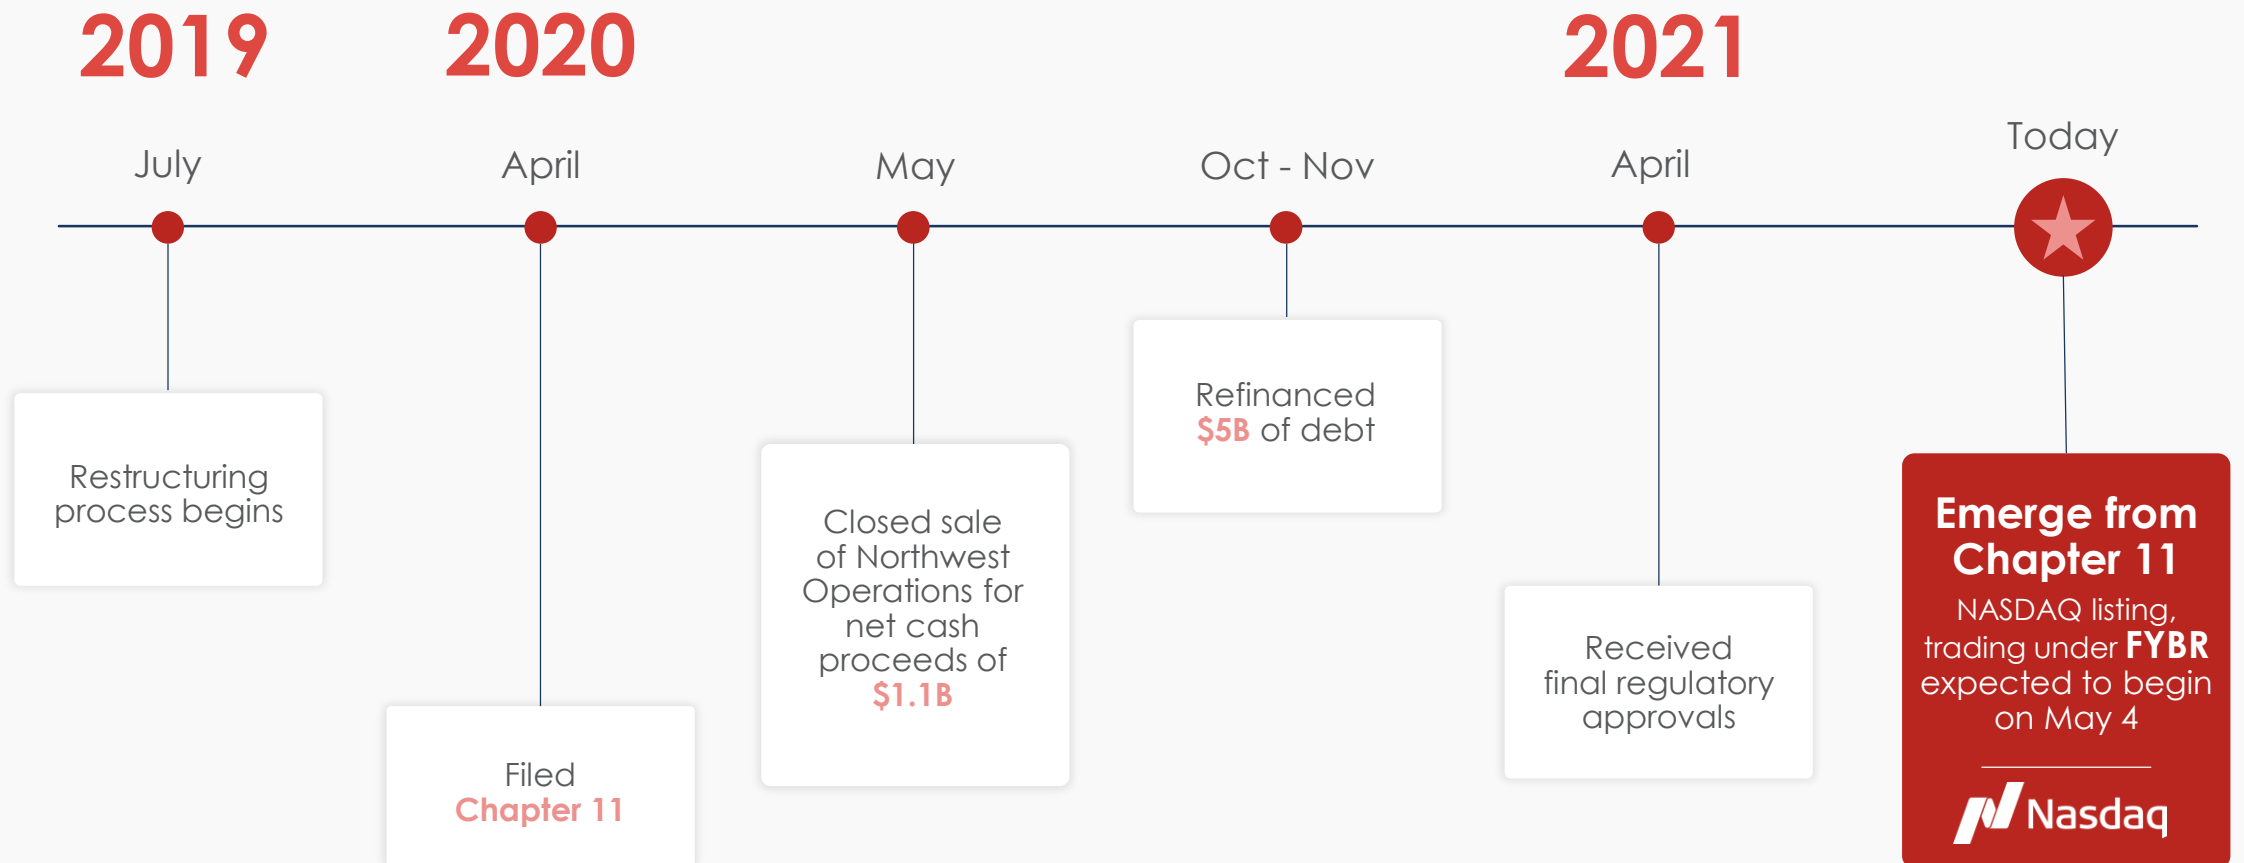 2019
2020
2021
July
April
May
Oct - Nov
April
Today
Restructuring
process begins
Filed
Chapter 11
Closed sale
of Northwest
Operations for
net cash
proceeds of
$1.1B
Refinanced
$5B of debt
Received
final regulatory
approvals
Emerge from
Chapter 11
NASDAQ listing,
trading under FYBR
expected to begin
on May 4
Nasdaq